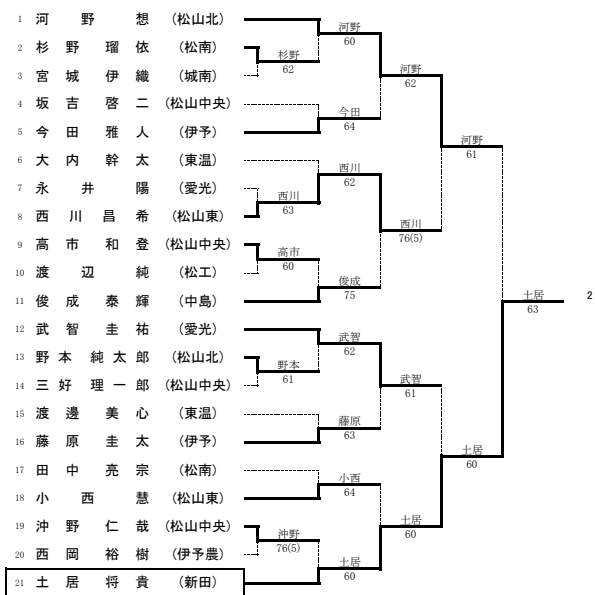 1 河野 想 (松山北)
2 杉野 瑠依 (松南)
3 宮城 伊織 (城南)
4 坂吉 啓二 (松山中央)
5 今田 雅人 (伊予)
6 大内 幹太 (東温)
7 永井 陽 (愛光)
8 西川 昌希 (松山東)
9 高市 和登 (松山中央)
10 渡辺 純 (松工)
11 俊成 泰輝 (中島)
12 武智 圭祐 (愛光)
13 野本 純太郎 (松山北)
14 三好 理一郎 (松山中央)
15 渡邊 美心 (東温)
16 藤原 圭太 (伊予)
17 田中 亮宗 (松南)
18 小西 慧 (松山東)
19 沖野 仁哉 (松山中央)
20 西岡 裕樹 (伊予農)
21 土居 将貴 (新田)
杉野
62
西川
63
高市
60
野本
61
沖野
76(5)
河野
60
今田
64
西川
62
俊成
75
武智
62
藤原
63
小西
64
土居
60
河野
62
西川
76(5)
武智
61
土居
60
河野
61
土居
60
土居
63
2